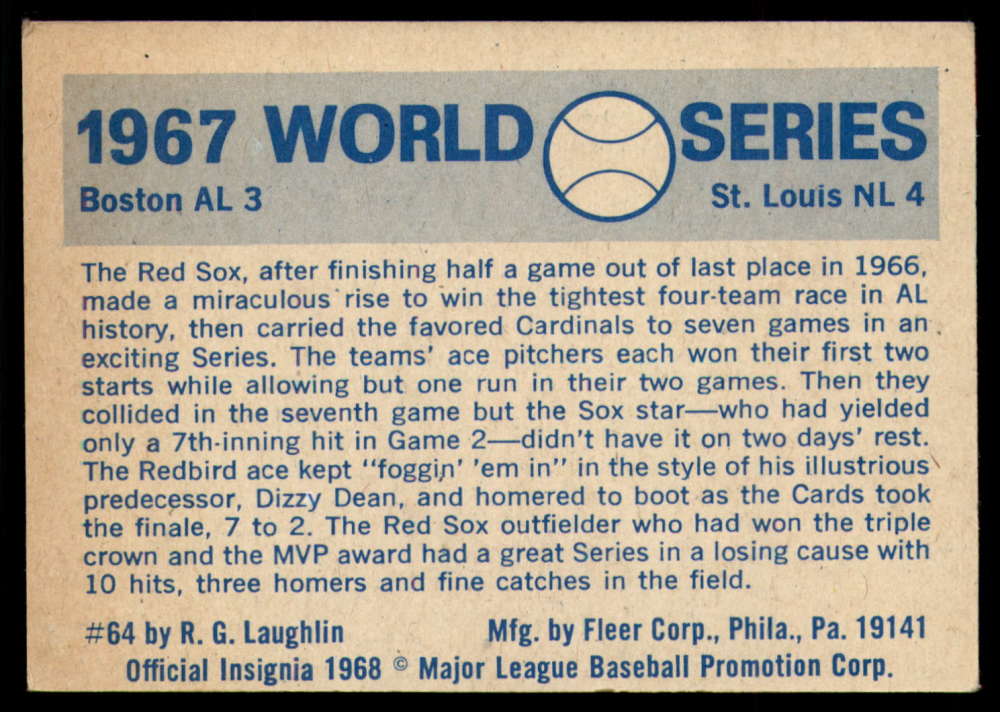 1967 WORLD SERIES
Boston AL 3 St. Louis NL 4
The Red Sox, after finishing half a game out of last place in 1966,
made a miraculous rise to win the tightest four-team race in AL
history, then carried the favored Cardinals to seven games in an
exciting Series. The teams' ace pitchers each won their first two
starts while allowing but one run in their two games. Then they
collided in the seventh game but the Sox star—who had yielded
only a 7th-inning hit in Game 2—didn't have it on two days' rest.
The Redbird ace kept "foggin' 'em in" in the style of his illustrious
predecessor, Dizzy Dean, and homered to boot as the Cards took
the finale, 7 to 2. The Red Sox outfielder who had won the triple
crown and the MVP award had a great Series in a losing cause with
10 hits, three homers and fine catches in the field.
#64 by R. G. Laughlin Mfg. by Fleer Corp., Phila., Pa. 19141
Official Insignia 1968 © Major League Baseball Promotion Corp.